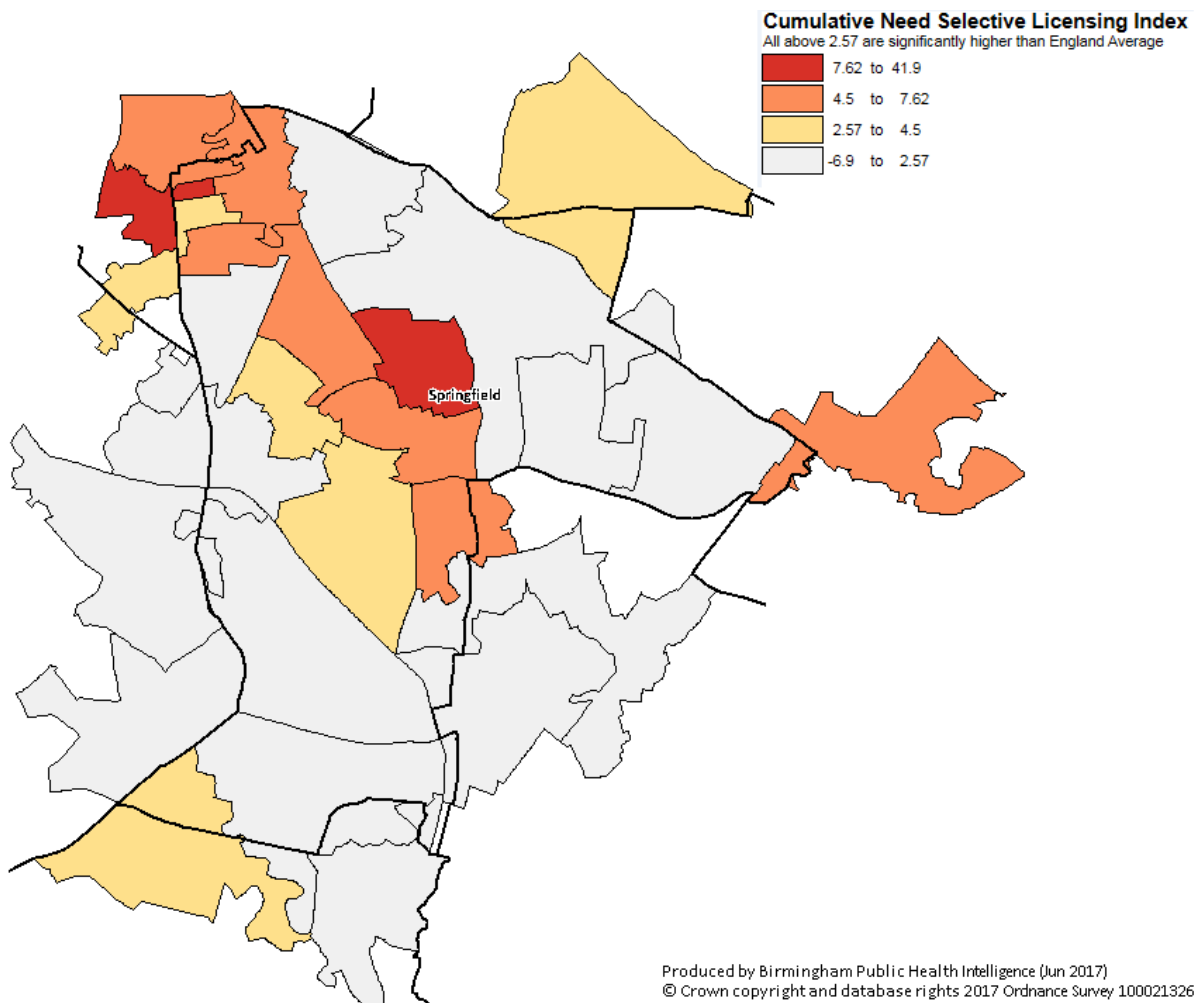 Cumulative Need Selective Licensing Index
All above 2.57 are significantly higher than England Average
7.62 to 41.9
4.5 to 7.62
2.57 to 4.5
-6.9 to 2.57
Springfield
Produced by Birmingham Public Health Intelligence (Jun 2017)
© Crown copyright and database rights 2017 Ordnance Survey 100021326